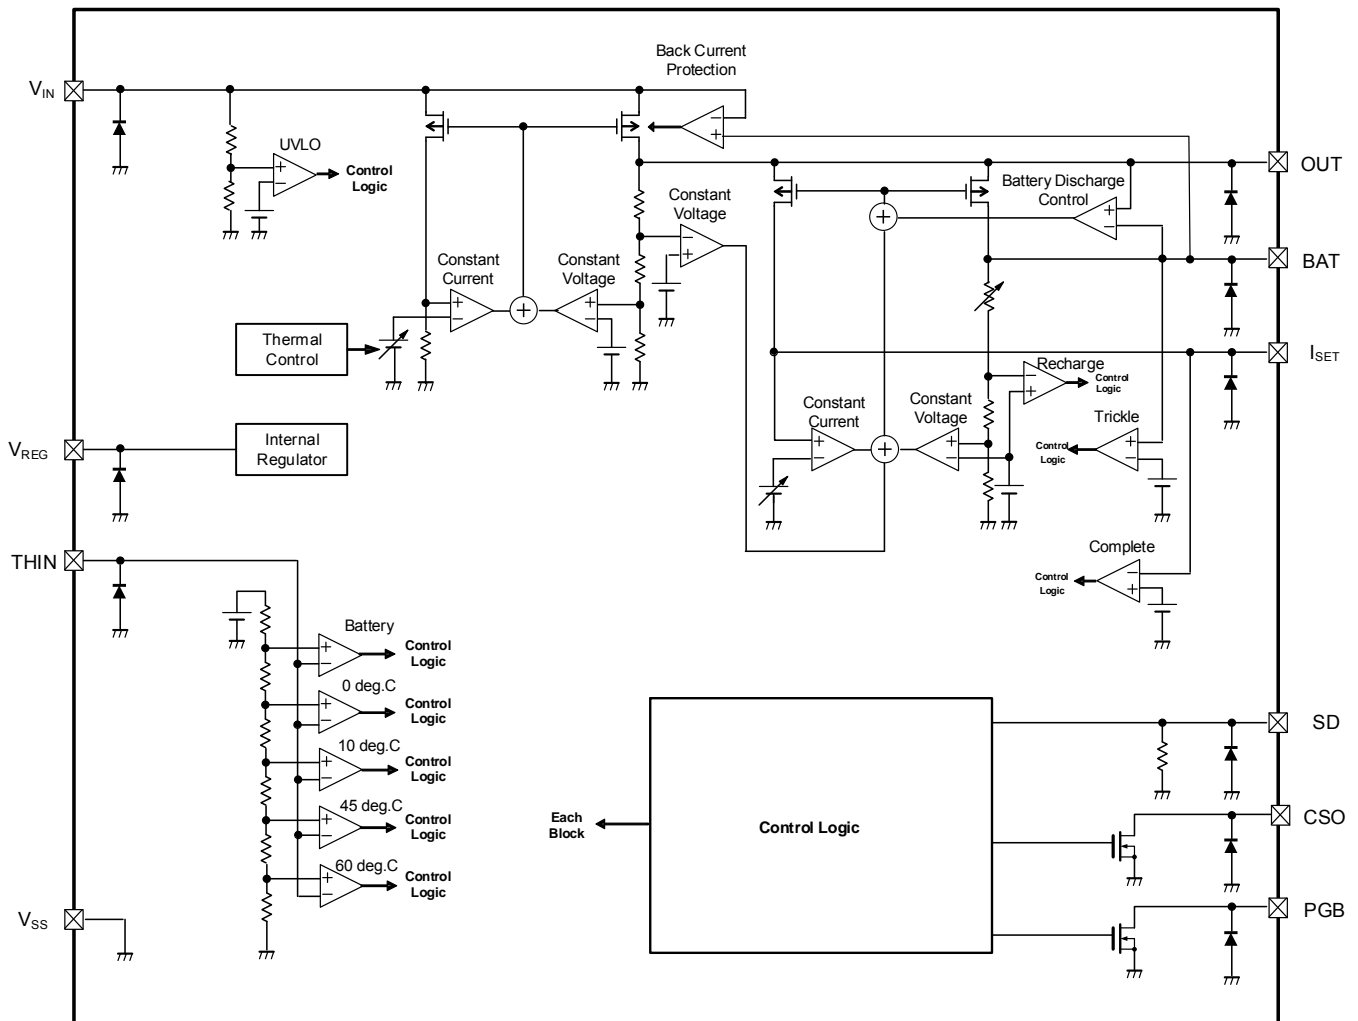 Back Current
Protection
VIN
UVLO
Control
Logic
OUT
Constant
Voltage
Battery Discharge
Control
+
BAT
Constant
Current
Constant
Voltage
+
Thermal
Control
ISET
Recharge
Control
Logic
Constant
Current
Constant
Voltage
+
Trickle
Control
Logic
VREG
Internal
Regulator
THIN
Complete
Control
Logic
Battery
Control
Logic
0 deg.C
Control
Logic
10 deg.C
Control
Logic
45 deg.C
Control
Logic
60 deg.C
Control
Logic
VSS
Each
Block
Control Logic
SD
CSO
PGB